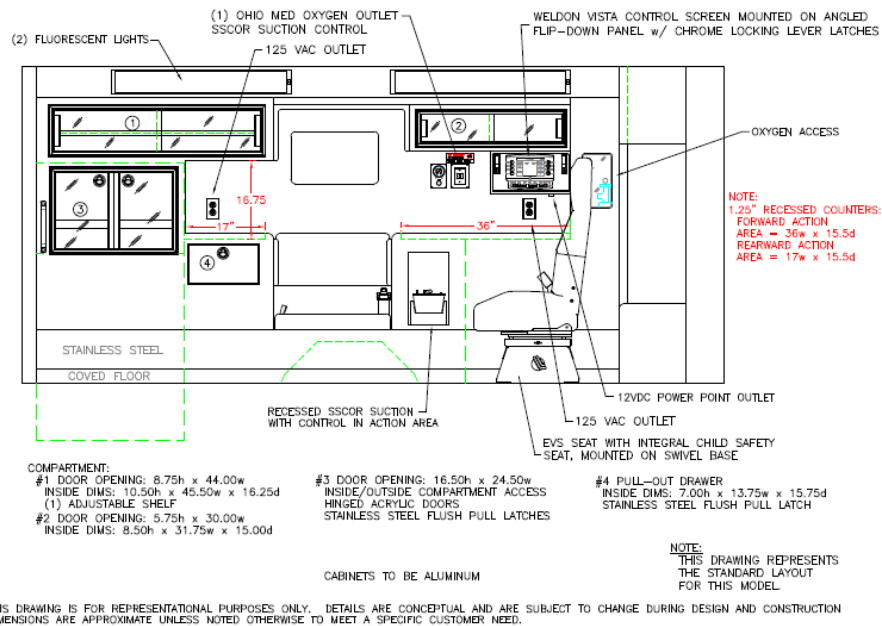 (1) OHIO MED OXYGEN OUTLET
SSCOR SUCTION CONTROL
WELDON VISTA CONTROL SCREEN MOUNTED ON ANGLED
FLIP-DOWN PANEL w/ CHROME LOCKING LEVER LATCHES
(2) FLUORESCENT LIGHTS
125 VAC OUTLET
1
2
OXYGEN ACCESS
3
16.75
17"
36"
NOTE:
1.25" RECESSED COUNTERS:
FORWARD ACTION
AREA = 36w x 15.5d
REARWARD ACTION
AREA = 17w x 15.5d
4
STAINLESS STEEL
COVED FLOOR
RECESSED SSCOR SUCTION
WITH CONTROL IN ACTION AREA
12VDC POWER POINT OUTLET
125 VAC OUTLET
EVS SEAT WITH INTEGRAL CHILD SAFETY
SEAT, MOUNTED ON SWIVEL BASE
COMPARTMENT:
#1 DOOR OPENING: 8.75h x 44.00w
INSIDE DIMS: 10.50h x 45.50w x 16.25d
(1) ADJUSTABLE SHELF
#2 DOOR OPENING: 5.75h x 30.00w
INSIDE DIMS: 8.50h x 31.75w x 15.00d
#3 DOOR OPENING: 16.50h x 24.50w
INSIDE/OUTSIDE COMPARTMENT ACCESS
HINGED ACRYLIC DOORS
STAINLESS STEEL FLUSH PULL LATCHES
#4 PULL-OUT DRAWER
INSIDE DIMS: 7.00h x 13.75w x 15.75d
STAINLESS STEEL FLUSH PULL LATCH
NOTE:
THIS DRAWING REPRESENTS
THE STANDARD LAYOUT
FOR THIS MODEL.
CABINETS TO BE ALUMINUM
IS DRAWING IS FOR REPRESENTATIONAL PURPOSES ONLY. DETAILS ARE CONCEPTUAL AND ARE SUBJECT TO CHANGE DURING DESIGN AND CONSTRUCTION
MENSIONS ARE APPROXIMATE UNLESS NOTED OTHERWISE TO MEET A SPECIFIC CUSTOMER NEED.